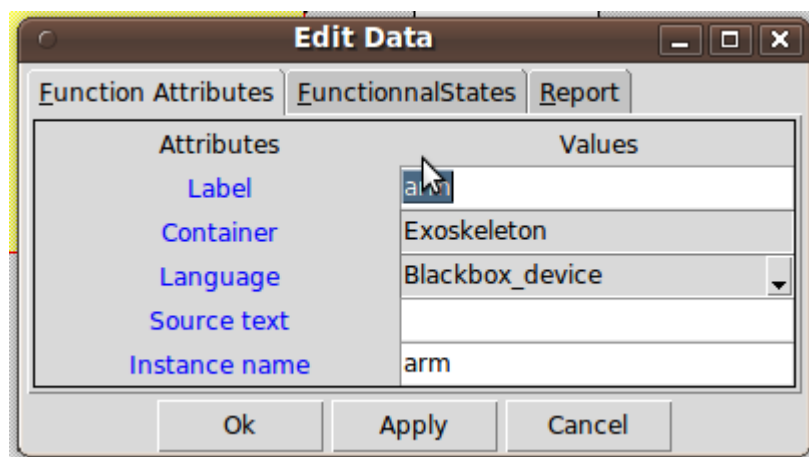 Edit Data
Function Attributes FunctionnalStates Report
Attributes Values
Label arm
Container Exoskeleton
Language Blackbox_device
Source text
Instance name arm
Ok Apply Cancel